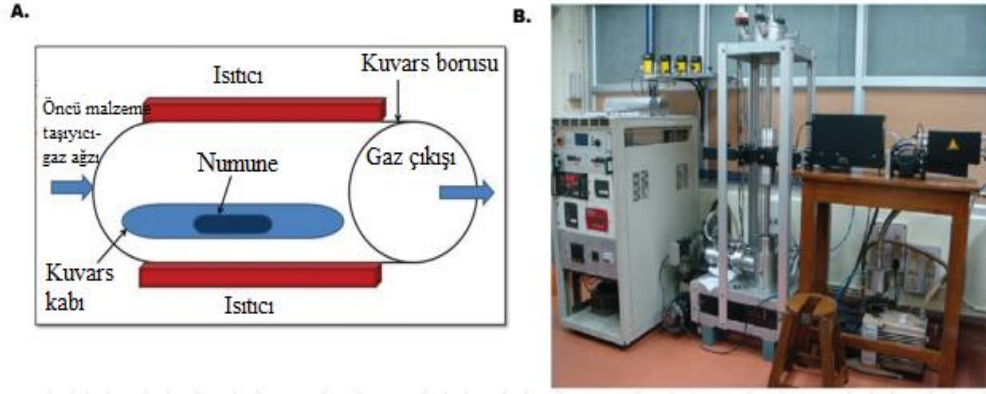 A.
B.
Isıtıcı
Kuvars borusu
Öncü malzeme
taşıyıcı-
gaz ağzı
Numune
Gaz çıkışı
Kuvars
kabı
Isıtıcı